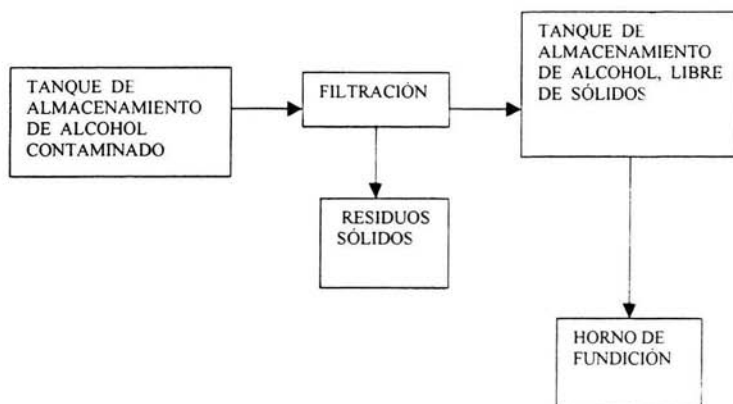 TANQUE DE
ALMACENAMIENTO
DE ALCOHOL
CONTAMINADO
FILTRACIÓN
TANQUE DE
ALMACENAMIENTO
DE ALCOHOL, LIBRE
DE SÓLIDOS
RESIDUOS
SÓLIDOS
HORNO DE
FUNDICIÓN